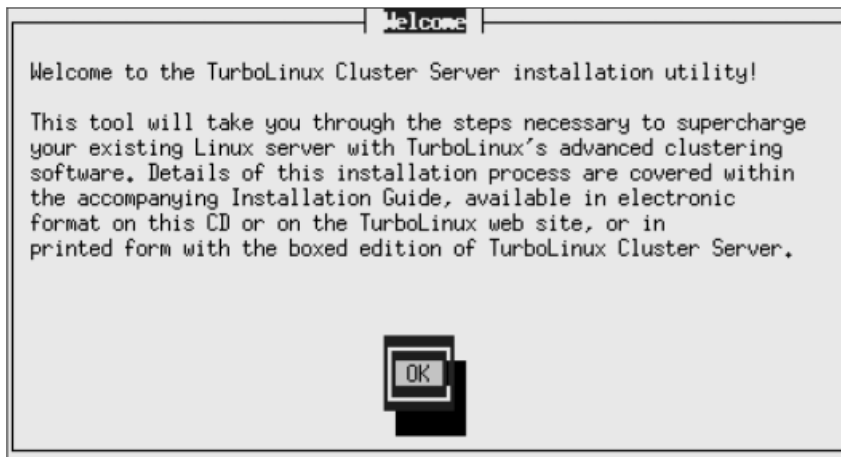 Welcome
Welcome to the TurboLinux Cluster Server installation utility!
This tool will take you through the steps necessary to supercharge
your existing Linux server with TurboLinux's advanced clustering
software. Details of this installation process are covered within
the accompanying Installation Guide, available in electronic
format on this CD or on the TurboLinux web site, or in
printed form with the boxed edition of TurboLinux Cluster Server.
OK